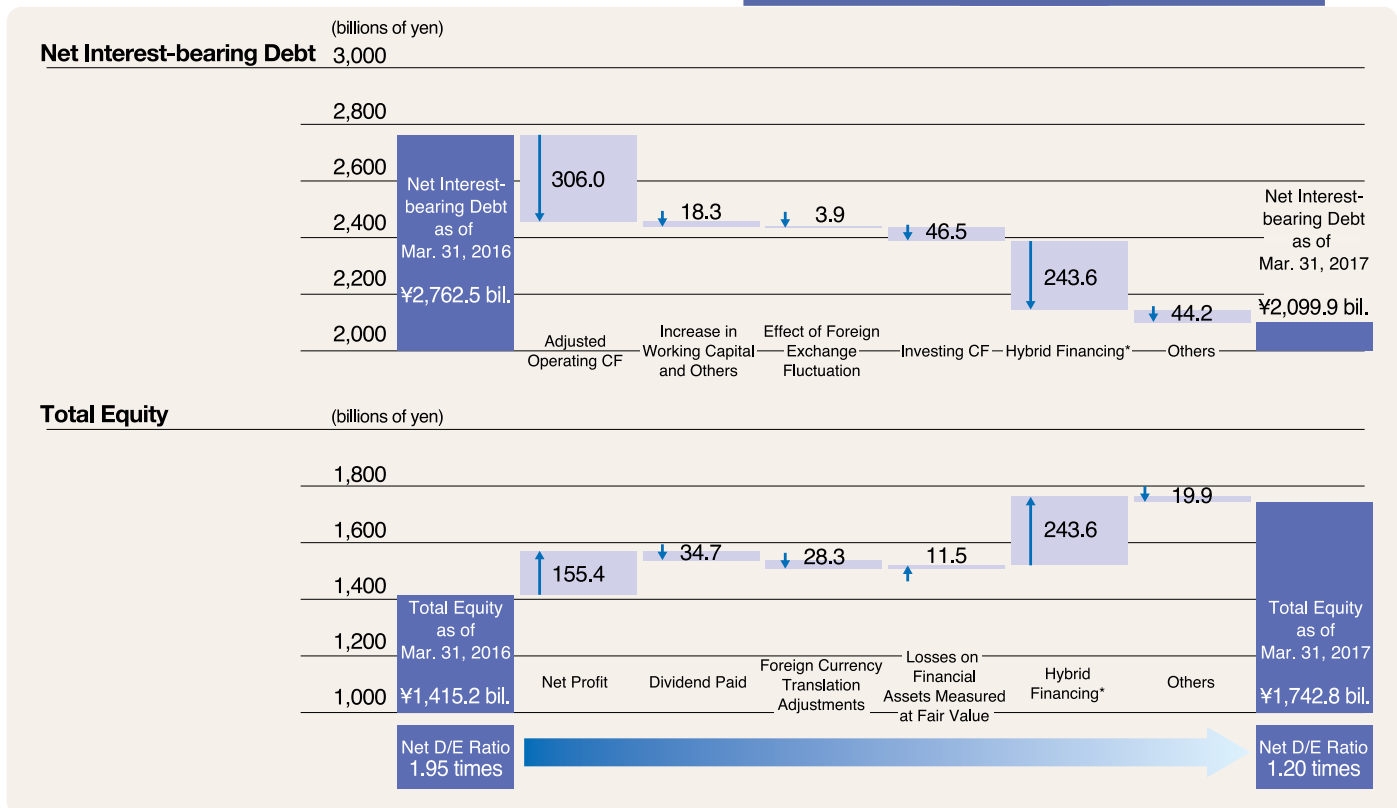 (billions of yen)
Net Interest-bearing Debt 3,000
2,800
2,600
2,400
2,200
2,000
Net Interest-
bearing Debt
as of
Mar. 31, 2016
¥2,762.5 bil.
306.0
18.3
3.9
46.5
243.6
44.2
Net Interest-
bearing Debt
as of
Mar. 31, 2017
¥2,099.9 bil.
Adjusted
Operating CF
Increase in
Working Capital
and Others
Effect of Foreign
Exchange
Fluctuation
Investing CF
Hybrid Financing*
Others
Total Equity (billions of yen)
1,800
1,600
1,400
1,200
1,000
Total Equity
as of
Mar. 31, 2016
¥1,415.2 bil.
155.4
34.7
28.3
11.5
243.6
19.9
Total Equity
as of
Mar. 31, 2017
¥1,742.8 bil.
Net Profit
Dividend Paid
Foreign Currency
Translation
Adjustments
Losses on
Financial
Assets Measured
at Fair Value
Hybrid
Financing*
Others
Net D/E Ratio
1.95 times
Net D/E Ratio
1.20 times